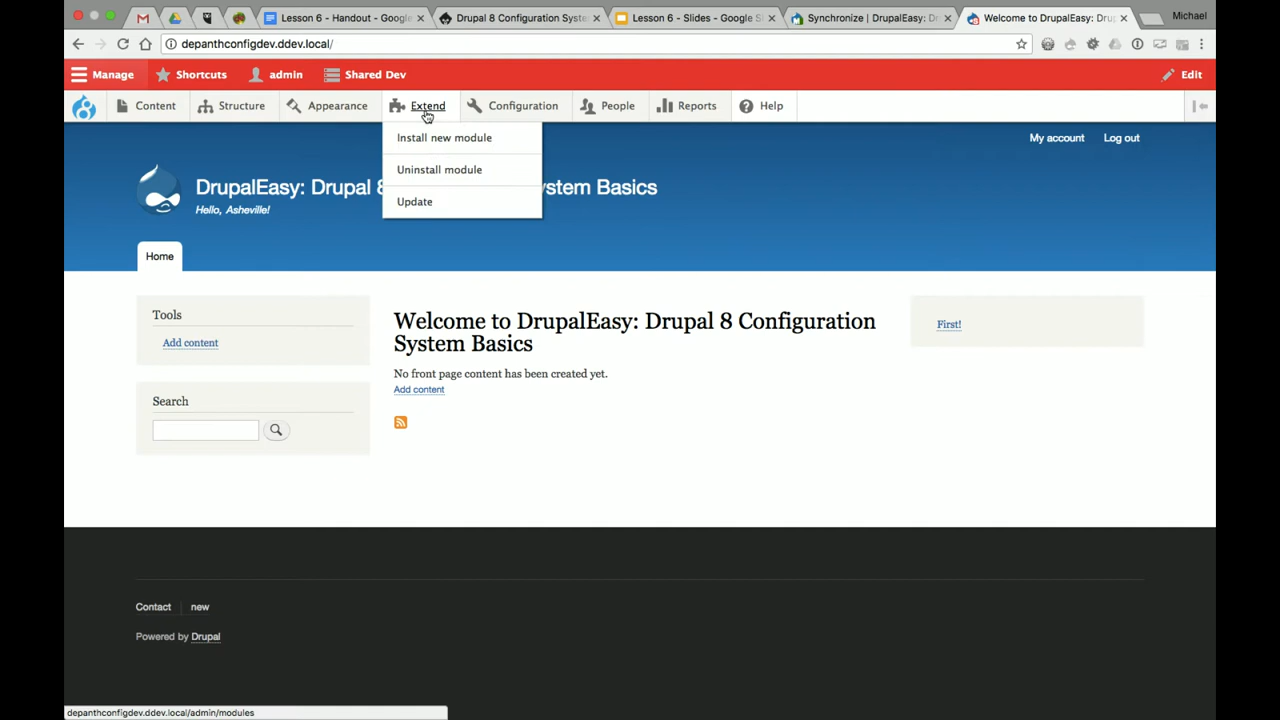 Lesson 6 - Handout - Google
Drupal 8 Configuration Syste
Lesson 6 - Slides - Google Sl
Synchronize | DrupalEasy: Dr
Welcome to DrupalEasy: Drup
Michael
depanthconfigdev.ddev.local/
Manage
Shortcuts
admin
Shared Dev
Edit
Content
Structure
Appearance
Extend
Configuration
People
Reports
Help
Install new module
Uninstall module
Update
My account
Log out
DrupalEasy: Drupal 8
stem Basics
Hello, Asheville!
Home
Tools
Add content
Search
Welcome to DrupalEasy: Drupal 8 Configuration
System Basics
No front page content has been created yet.
Add content
First!
Contact
new
Powered by Drupal
depanthconfigdev.ddev.local/admin/modules